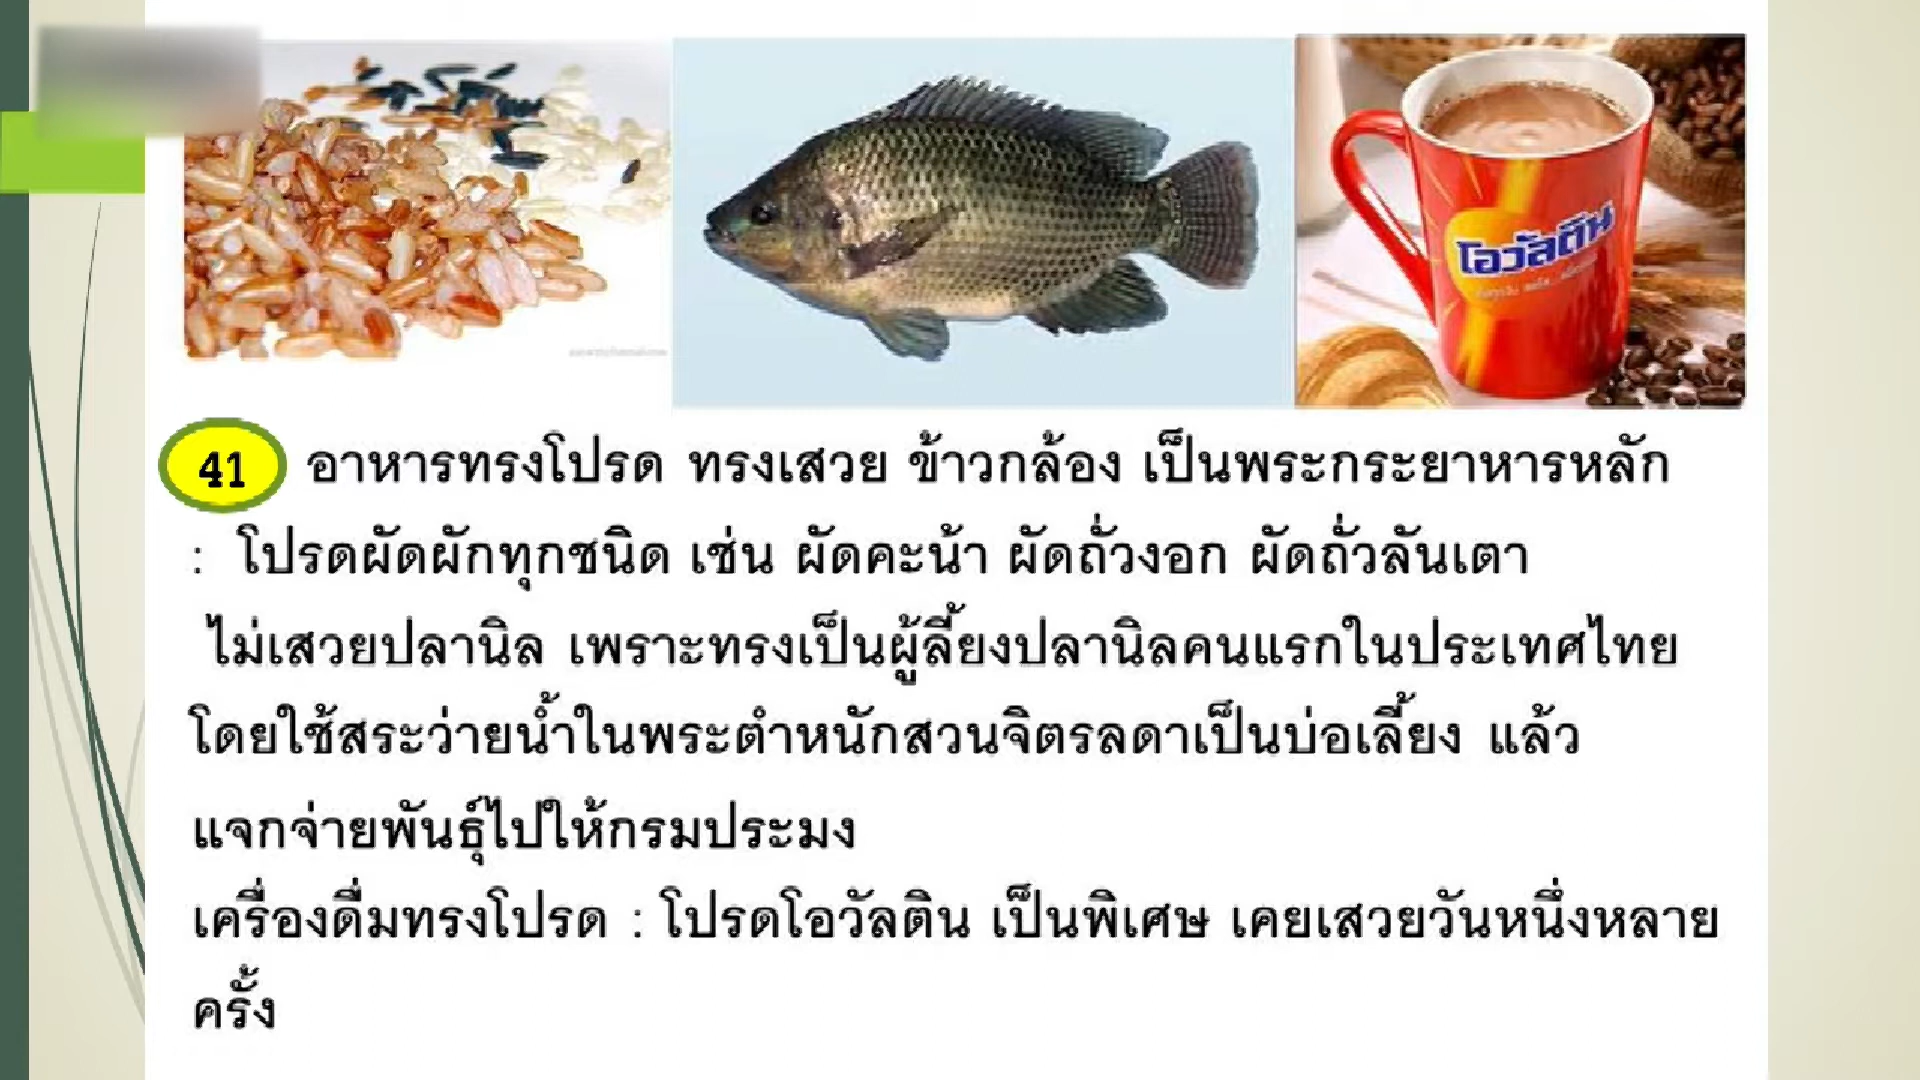 โอวัลติน
41 อาหารทรงโปรด ทรงเสวย ข้าวกล้อง เป็นพระกระยาหารหลัก
: โปรดผัดผักทุกชนิด เช่น ผัดคะน้า ผัดถั่วงอก ผัดถั่วลันเตา
ไม่เสวยปลานิล เพราะทรงเป็นผู้ลี้ยงปลานิลคนแรกในประเทศไทย
โดยใช้สระว่ายน้ำในพระตำหนักสวนจิตรลดาเป็นบ่อเลี้ยง แล้ว
แจกจ่ายพันธุ์ไปให้กรมประมง
เครื่องดื่มทรงโปรด : โปรดโอวัลติน เป็นพิเศษ เคยเสวยวันหนึ่งหลาย
ครั้ง